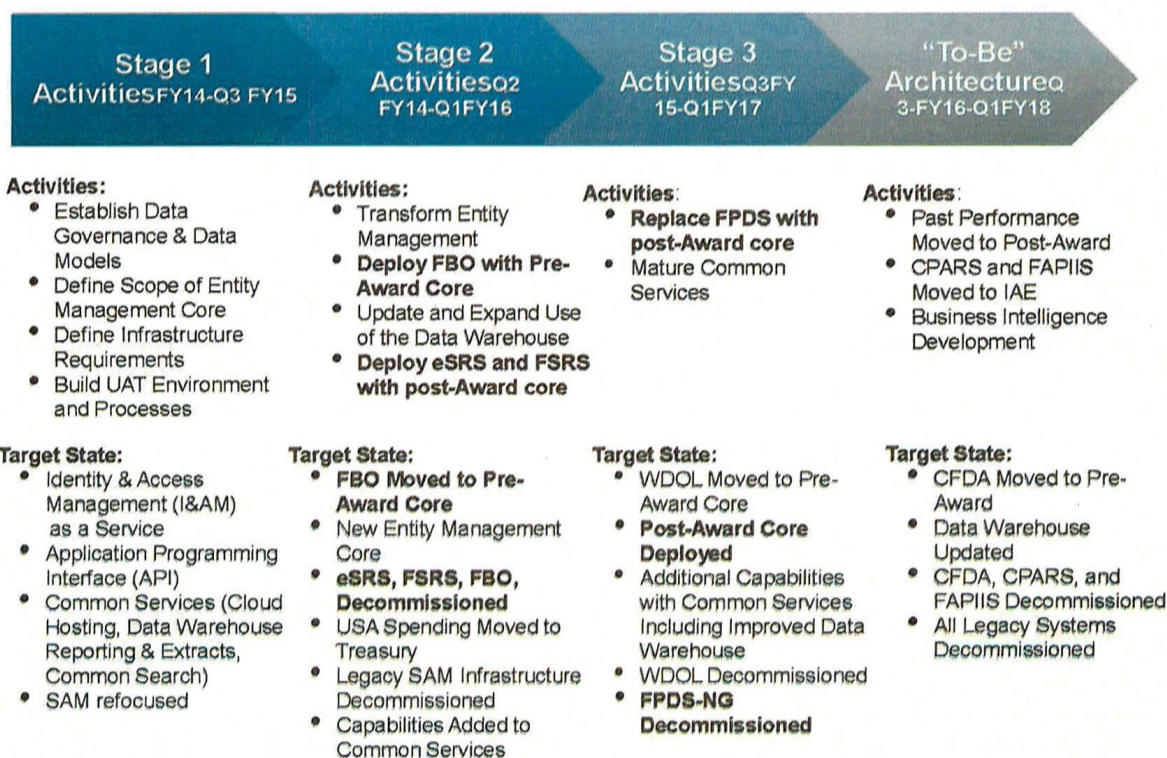 Stage 1
ActivitiesFY14-Q3 FY15
Stage 2
ActivitiesQ2
FY14-Q1FY16
Stage 3
ActivitiesQ3FY
15-Q1FY17
“To-Be”
ArchitectureQ
3-FY16-Q1FY18
Activities:
• Establish Data
Governance & Data
Models
• Define Scope of Entity
Management Core
• Define Infrastructure
Requirements
• Build UAT Environment
and Processes
Activities:
• Transform Entity
Management
• Deploy FBO with Pre-
Award Core
• Update and Expand Use
of the Data Warehouse
• Deploy eSRS and FSRS
with post-Award core
Activities:
• Replace FPDS with
post-Award core
• Mature Common
Services
Activities:
• Past Performance
Moved to Post-Award
• CPARS and FAPIIS
Moved to IAE
• Business Intelligence
Development
Target State:
• Identity & Access
Management (I&AM)
as a Service
• Application Programming
Interface (API)
• Common Services (Cloud
Hosting, Data Warehouse
Reporting & Extracts,
Common Search)
• SAM refocused
Target State:
• FBO Moved to Pre-
Award Core
• New Entity Management
Core
• eSRS, FSRS, FBO,
Decommissioned
• USA Spending Moved to
Treasury
• Legacy SAM Infrastructure
Decommissioned
• Capabilities Added to
Common Services
Target State:
• WDOL Moved to Pre-
Award Core
• Post-Award Core
Deployed
• Additional Capabilities
with Common Services
Including Improved Data
Warehouse
• WDOL Decommissioned
• FPDS-NG
Decommissioned
Target State:
• CFDA Moved to Pre-
Award
• Data Warehouse
Updated
• CFDA, CPARS, and
FAPIIS Decommissioned
• All Legacy Systems
Decommissioned